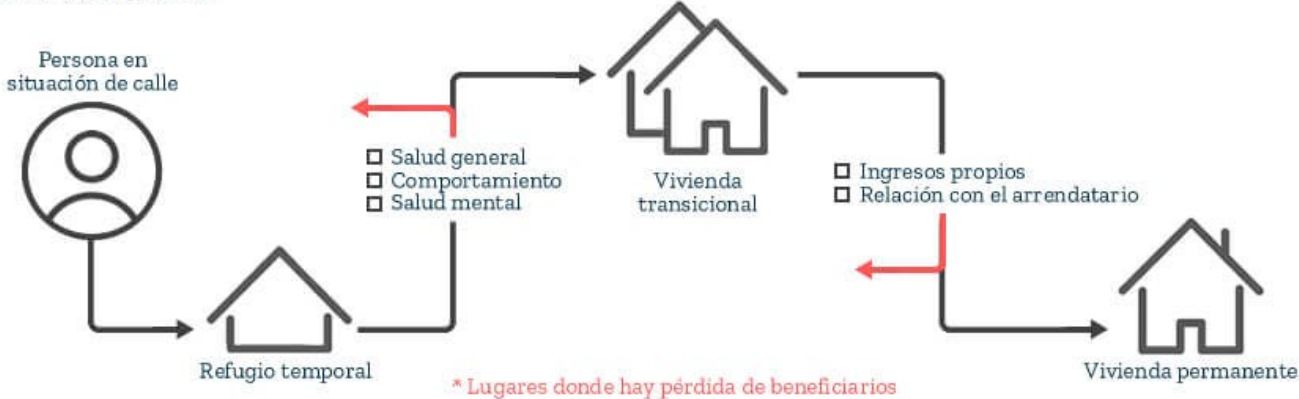 Persona en
situación de calle
Refugio temporal
☐ Salud general
☐ Comportamiento
☐ Salud mental
Vivienda
transicional
☐ Ingresos propios
☐ Relación con el arrendatario
Vivienda permanente
* Lugares donde hay pérdida de beneficiarios